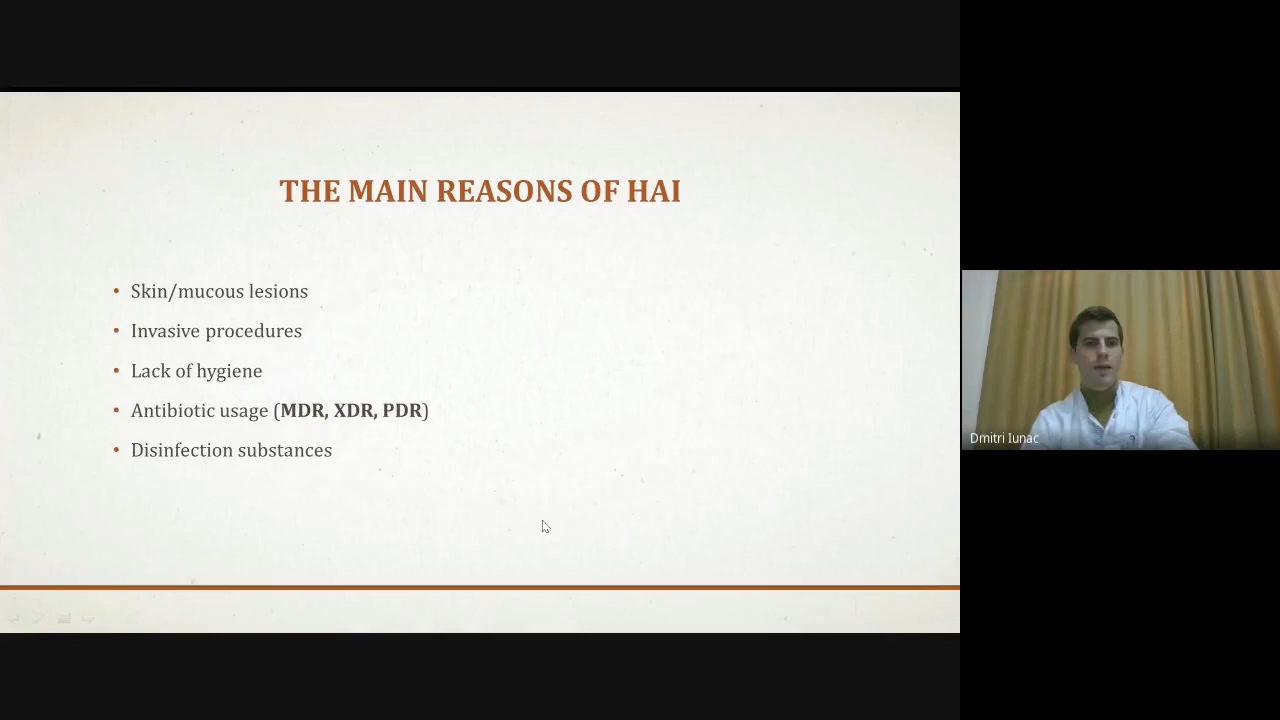 THE MAIN REASONS OF HAI
• Skin/mucous lesions
• Invasive procedures
• Lack of hygiene
• Antibiotic usage (MDR, XDR, PDR)
• Disinfection substances
Dmitri Iunac